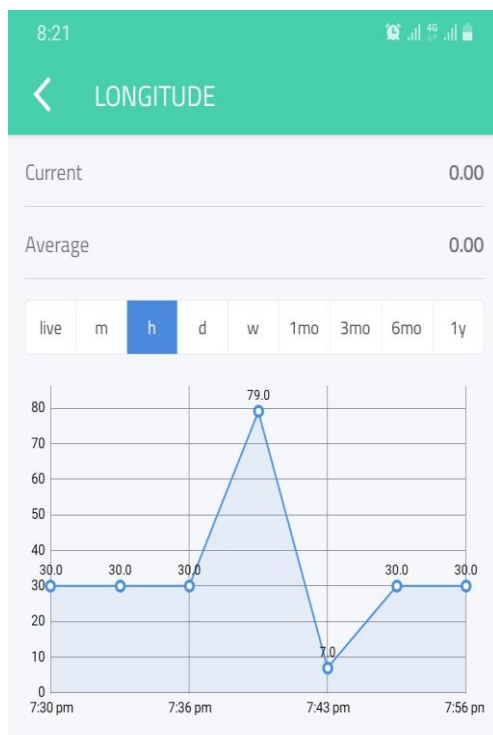 8:21 4G
LONGITUDE
Current 0.00
Average 0.00
live m h d w 1mo 3mo 6mo 1y
79.0
80
70
60
50
40
30.0 30.0 30.0 30.0 30.0
30
20
7.0
10
0
7:30 pm 7:36 pm 7:43 pm 7:56 pm